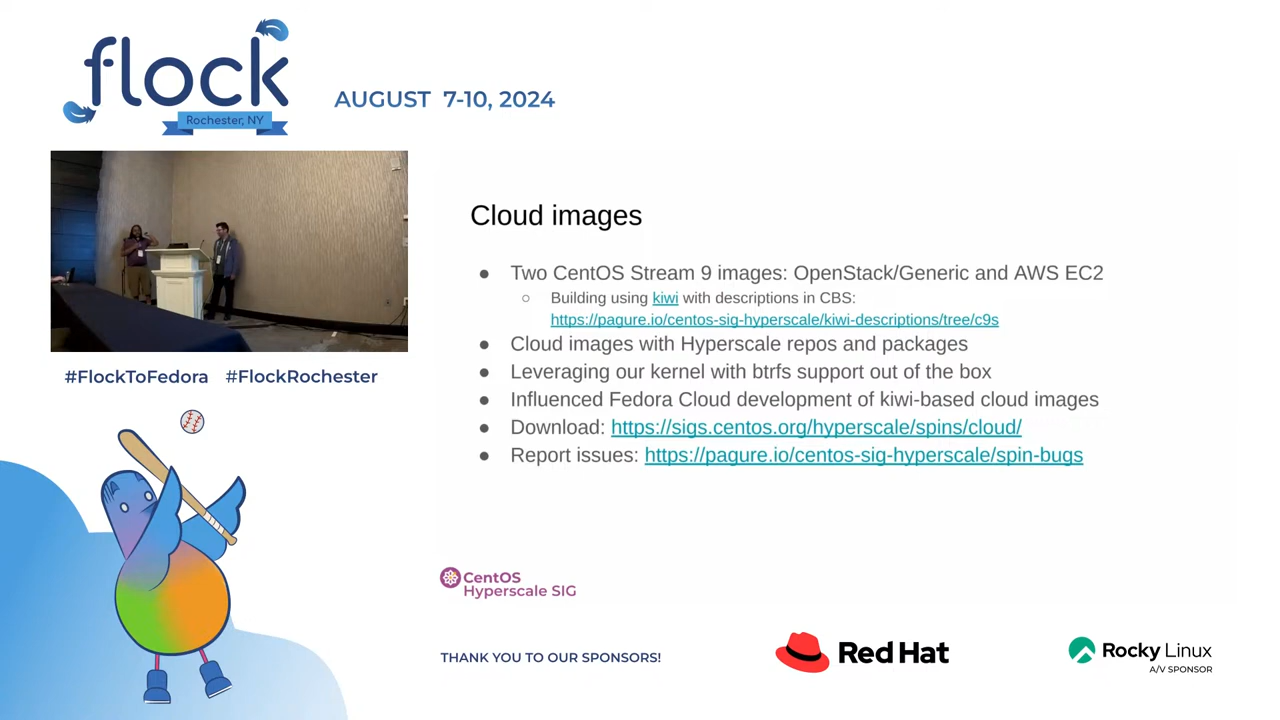 flock
Rochester, NY
AUGUST 7-10, 2024
#FlockToFedora #FlockRochester
Cloud images
● Two CentOS Stream 9 images: OpenStack/Generic and AWS EC2
○ Building using kiwi with descriptions in CBS:
https://pagure.io/centos-sig-hyperscale/kiwi-descriptions/tree/c9s
● Cloud images with Hyperscale repos and packages
● Leveraging our kernel with btrfs support out of the box
● Influenced Fedora Cloud development of kiwi-based cloud images
● Download: https://sigs.centos.org/hyperscale/spins/cloud/
● Report issues: https://pagure.io/centos-sig-hyperscale/spin-bugs
CentOS
Hyperscale SIG
THANK YOU TO OUR SPONSORS!
Red Hat
Rocky Linux
A/V SPONSOR